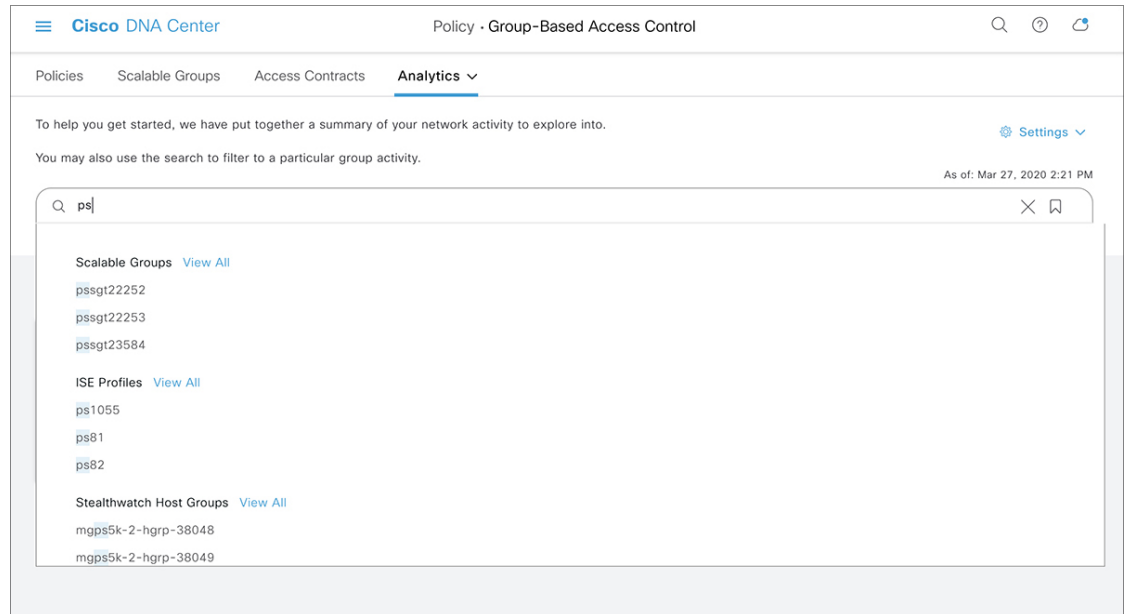 Cisco DNA Center
Policy · Group-Based Access Control
Policies Scalable Groups Access Contracts Analytics
To help you get started, we have put together a summary of your network activity to explore into.
Settings
You may also use the search to filter to a particular group activity.
As of: Mar 27, 2020 2:21 PM
ps
Scalable Groups View All
pssgt22252
pssgt22253
pssgt23584
ISE Profiles View All
ps1055
ps81
ps82
Stealthwatch Host Groups View All
mgps5k-2-hgrp-38048
mgps5k-2-hgrp-38049